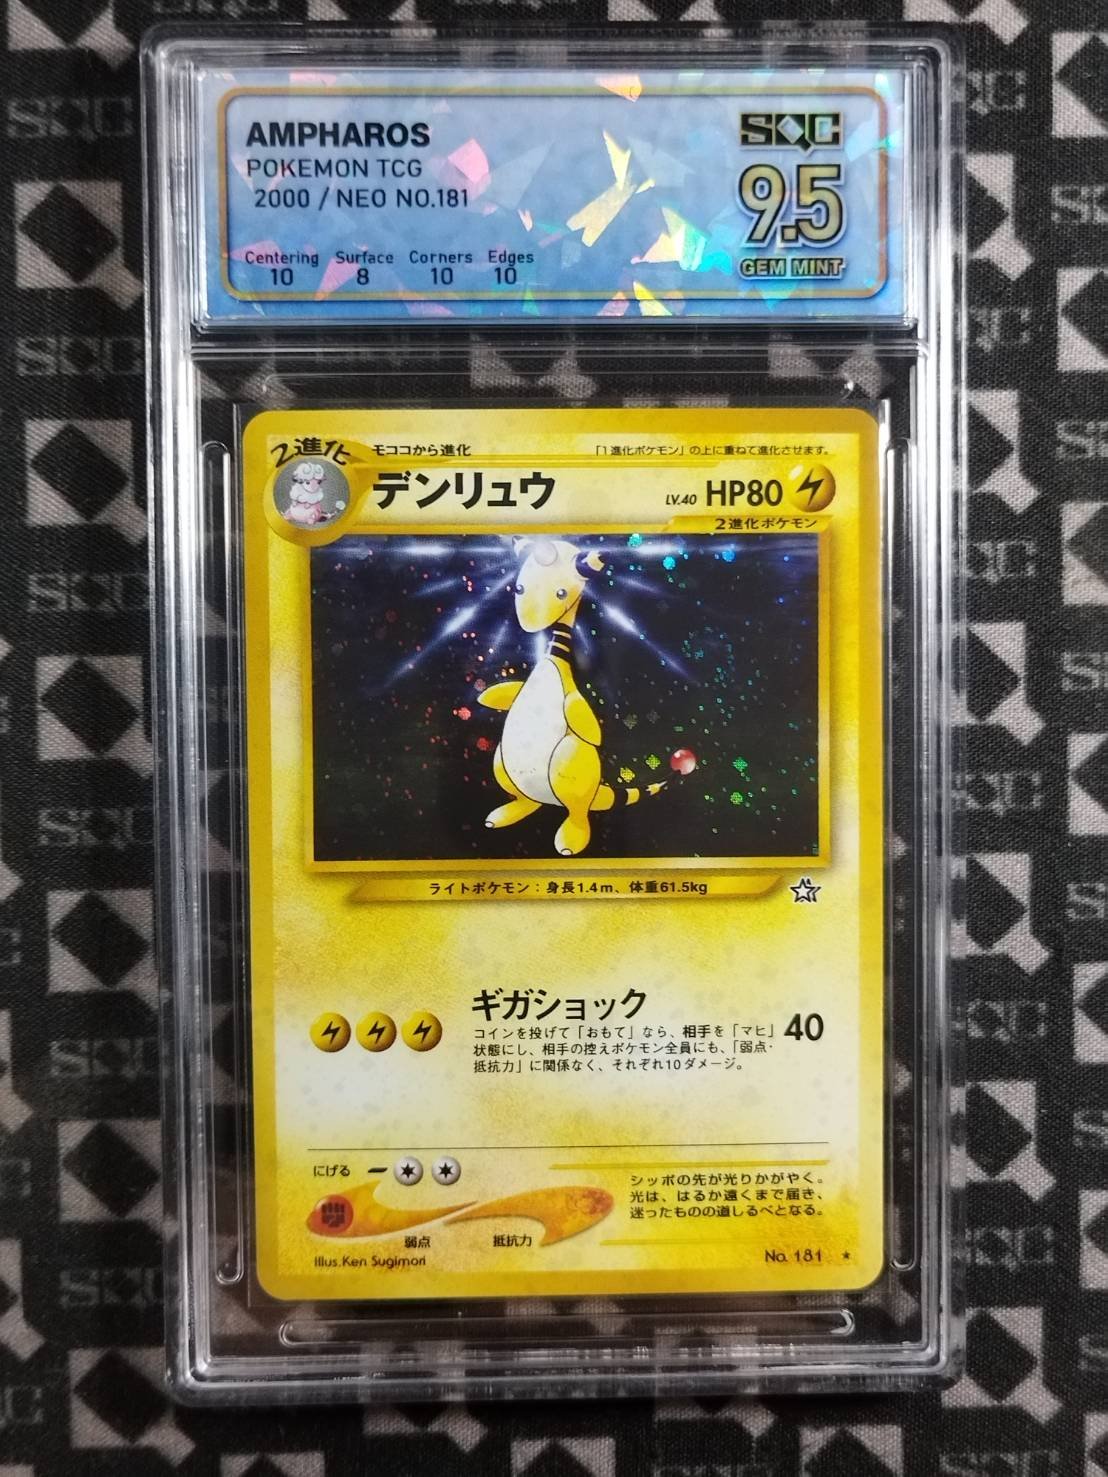 AMPHAROS
POKEMON TCG
2000 / NEO NO.181
Centering Surface Corners Edges
10 8 10 10
SQC
9.5
GEM MINT
2進化
モココから進化
「1進化ポケモン」の上に重ねて進化させます。
デンリュウ
LV.40 HP80
2進化ポケモン
ライトポケモン：身長1.4m、体重61.5kg
ギガショック
コインを投げて「おもて」なら、相手を「マヒ」
状態にし、相手の控えポケモン全員にも、「弱点・
抵抗力」に関係なく、それぞれ10ダメージ。
40
にげる
弱点
抵抗力
シッポの先が光りかがやく。
光は、はるか遠くまで届き、
迷ったものの道しるべとなる。
Illus.Ken Sugimori
No. 181 ★